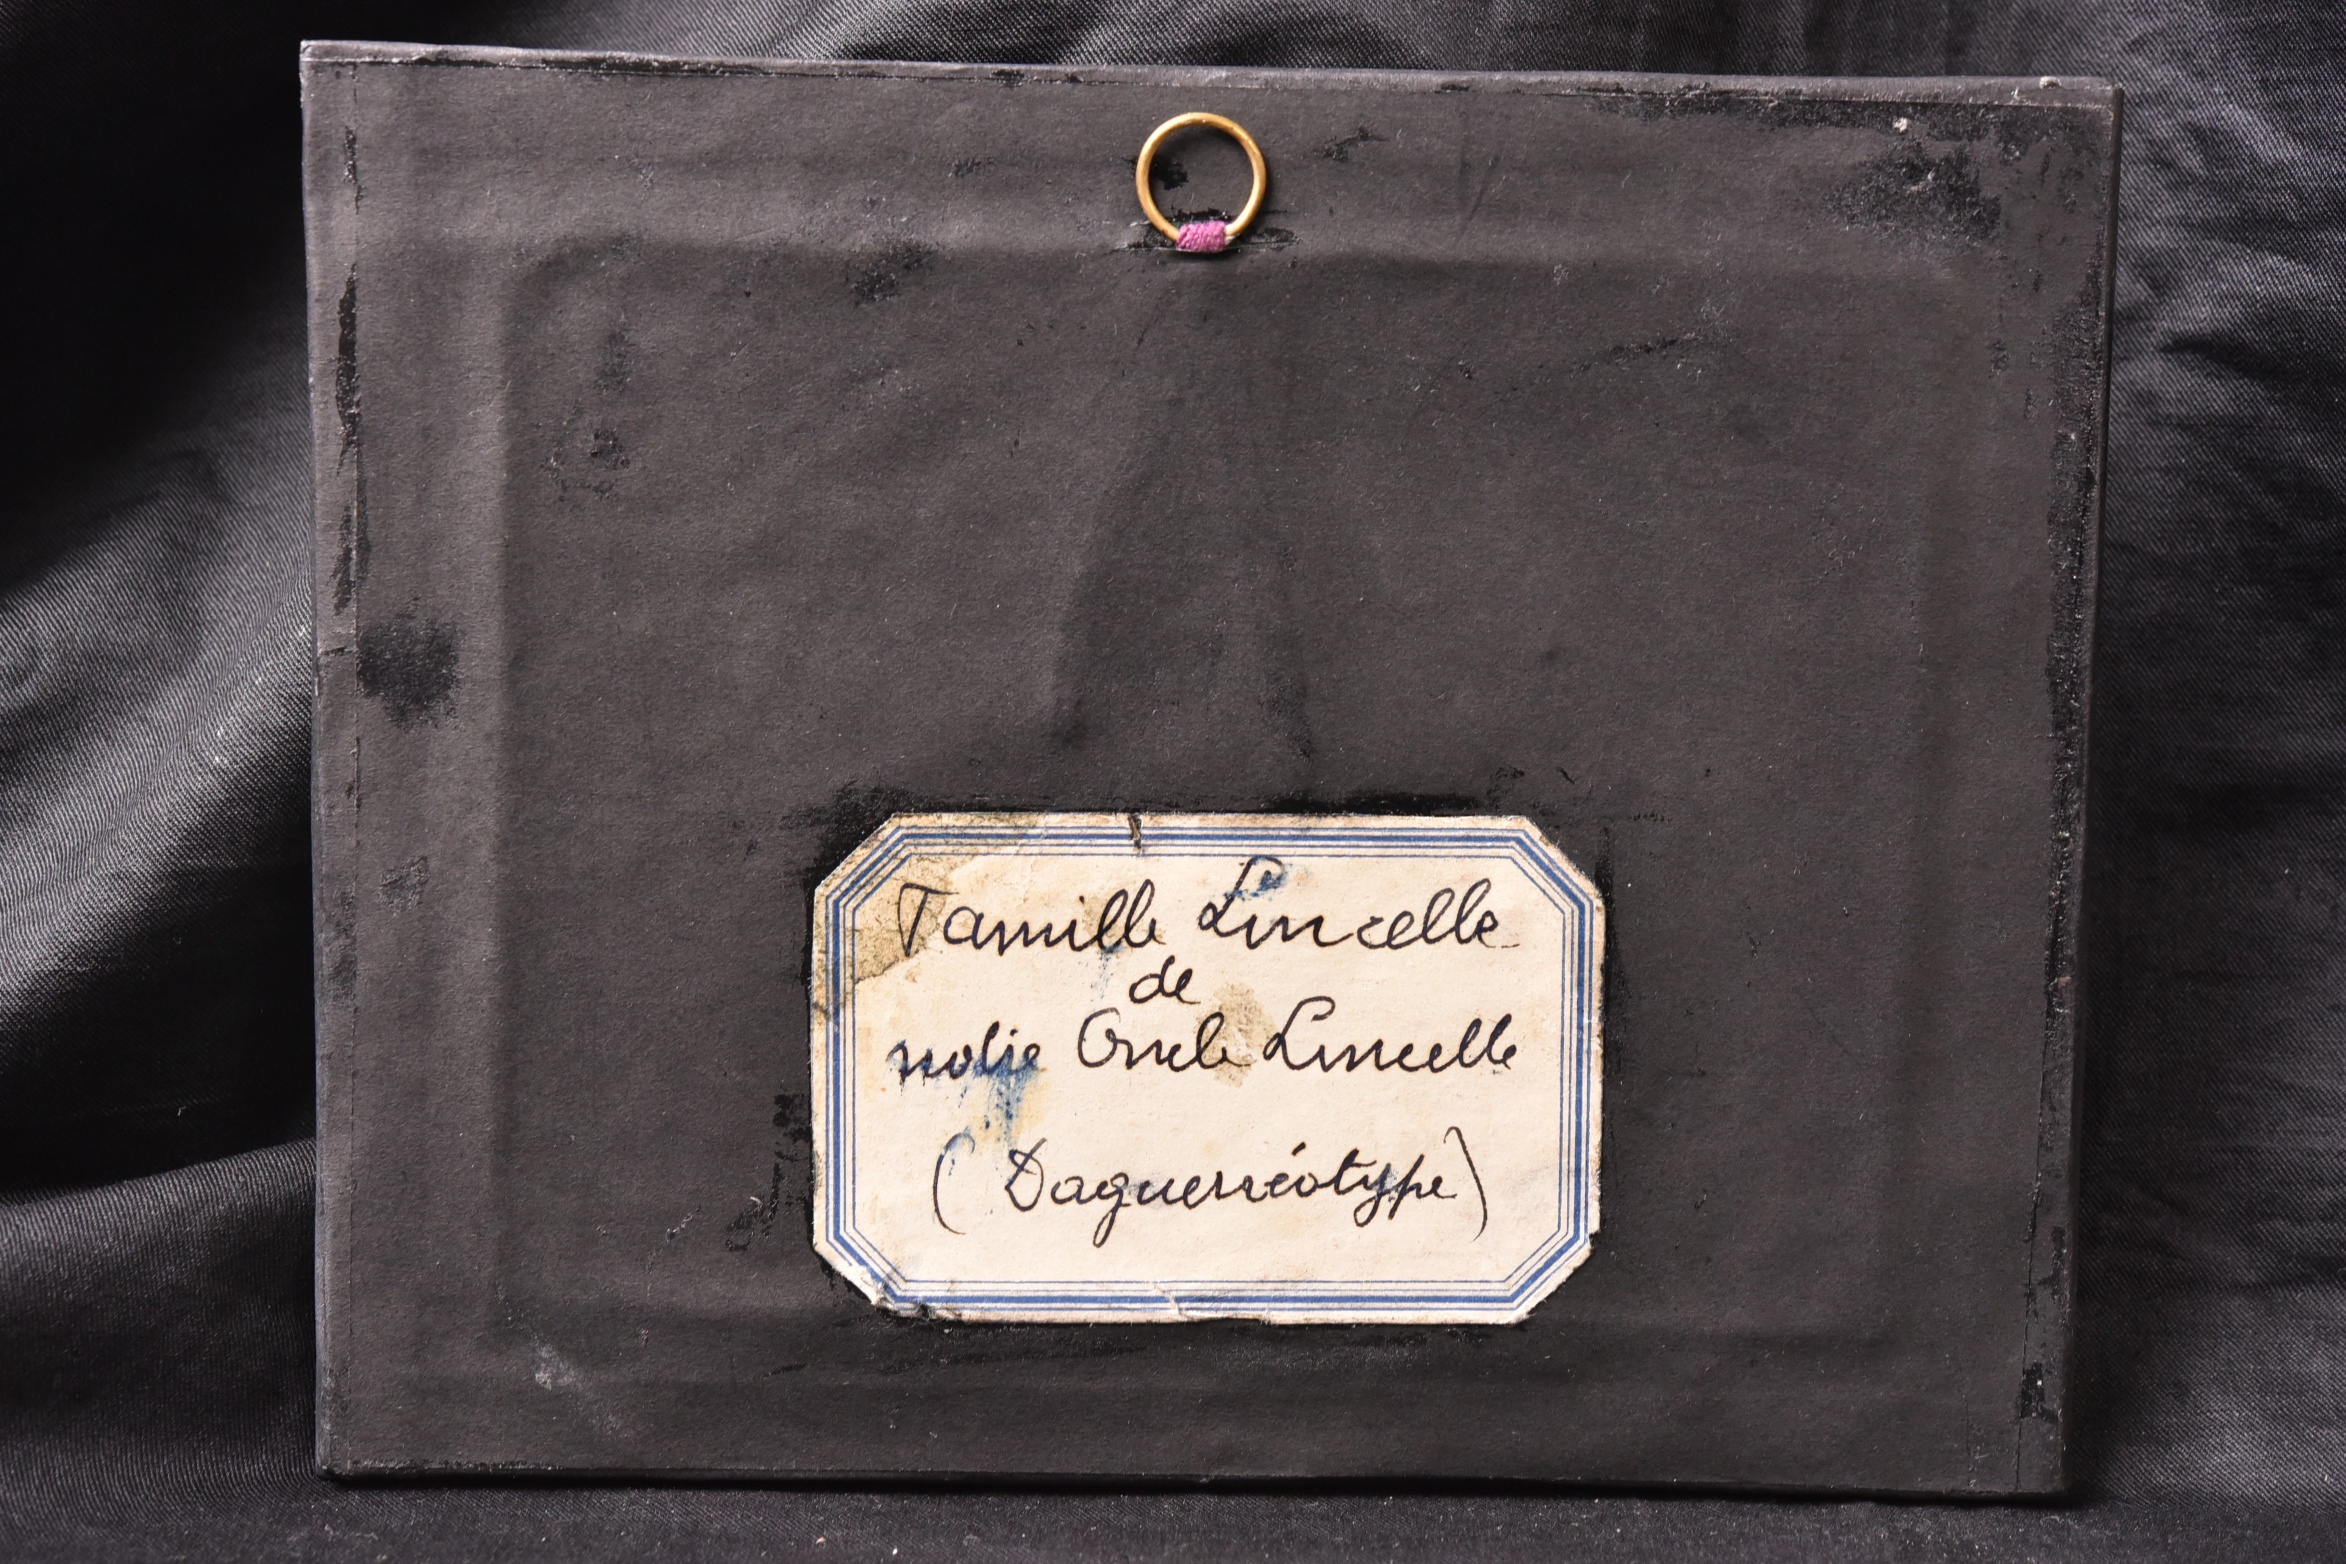 Famille Lincelle
de
notre Oncle Lincelle
(Daguerréotype)